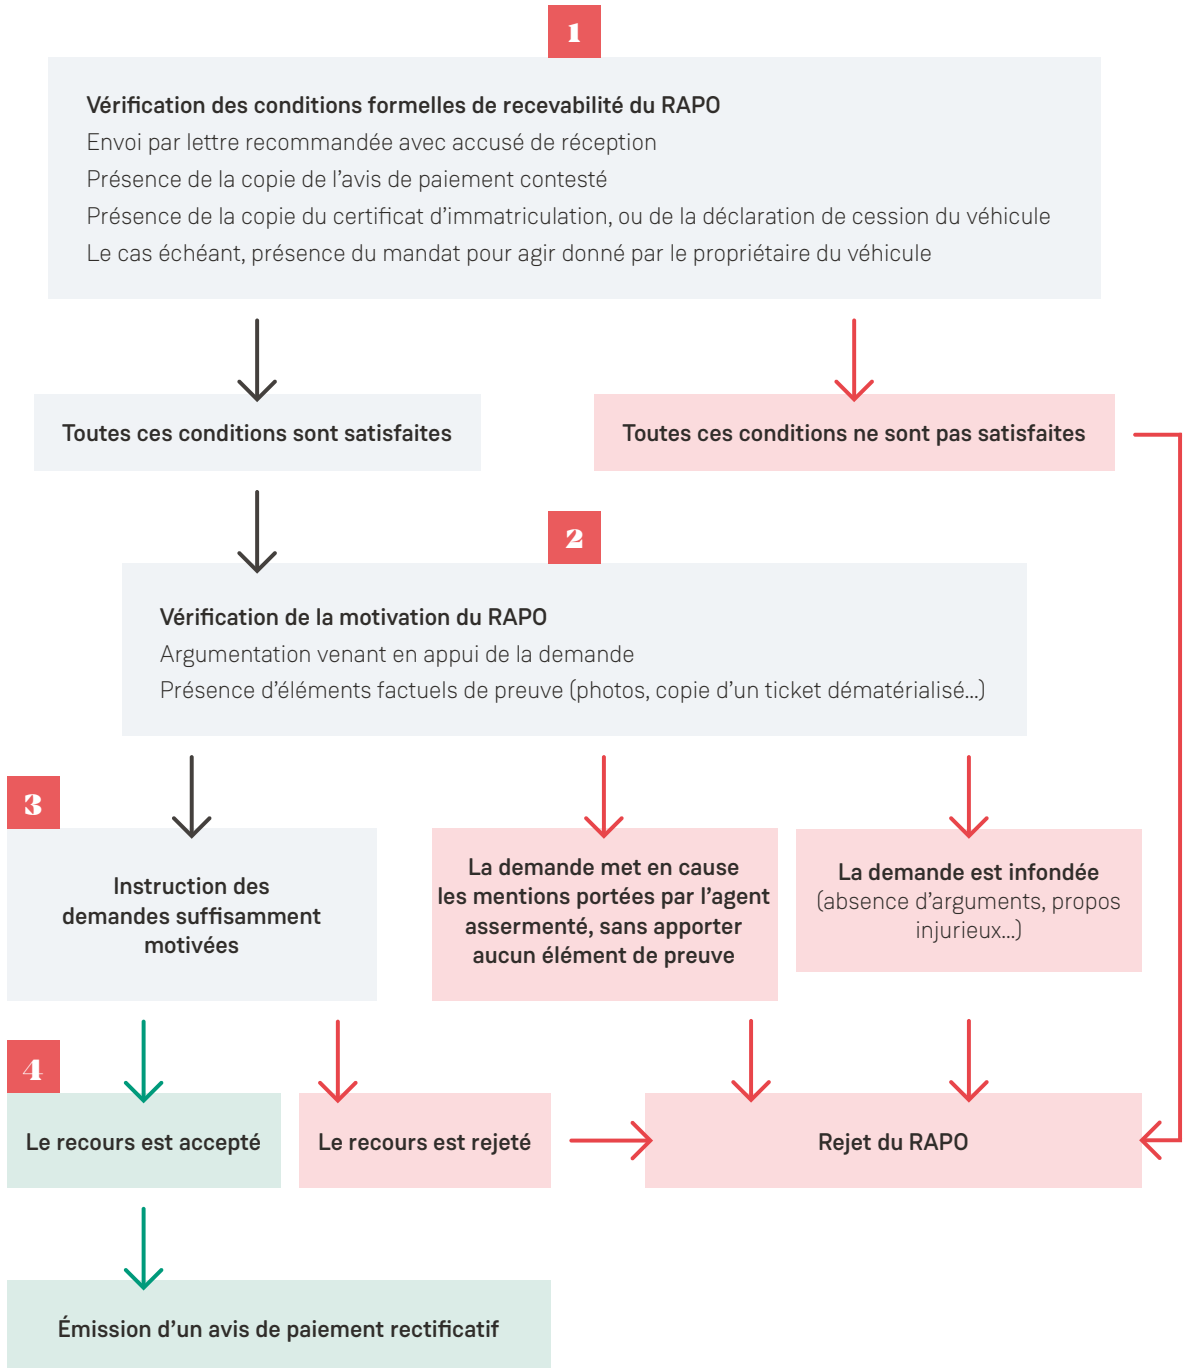 1
Vérification des conditions formelles de recevabilité du RAPO
Envoi par lettre recommandée avec accusé de réception
Présence de la copie de l'avis de paiement contesté
Présence de la copie du certificat d'immatriculation, ou de la déclaration de cession du véhicule
Le cas échéant, présence du mandat pour agir donné par le propriétaire du véhicule
Toutes ces conditions sont satisfaites
Toutes ces conditions ne sont pas satisfaites
2
Vérification de la motivation du RAPO
Argumentation venant en appui de la demande
Présence d'éléments factuels de preuve (photos, copie d'un ticket dématérialisé...)
3
Instruction des
demandes suffisamment
motivées
La demande met en cause
les mentions portées par l'agent
assermenté, sans apporter
aucun élément de preuve
La demande est infondée
(absence d'arguments, propos
injurieux...)
4
Le recours est accepté
Le recours est rejeté
Rejet du RAPO
Émission d'un avis de paiement rectificatif